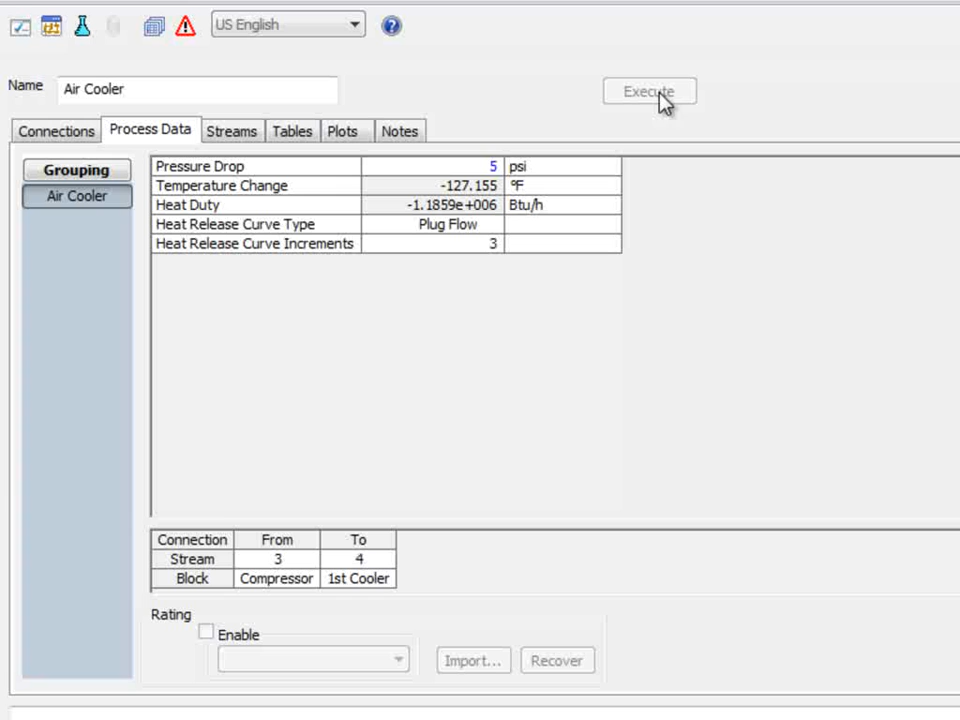 US English
Name Air Cooler Execute
Connections Process Data Streams Tables Plots Notes
Grouping
Air Cooler
Pressure Drop 5 psi
Temperature Change -127.155 °F
Heat Duty -1.1859e+006 Btu/h
Heat Release Curve Type Plug Flow
Heat Release Curve Increments 3
Connection From To
Stream 3 4
Block Compressor 1st Cooler
Rating
Enable
Import... Recover